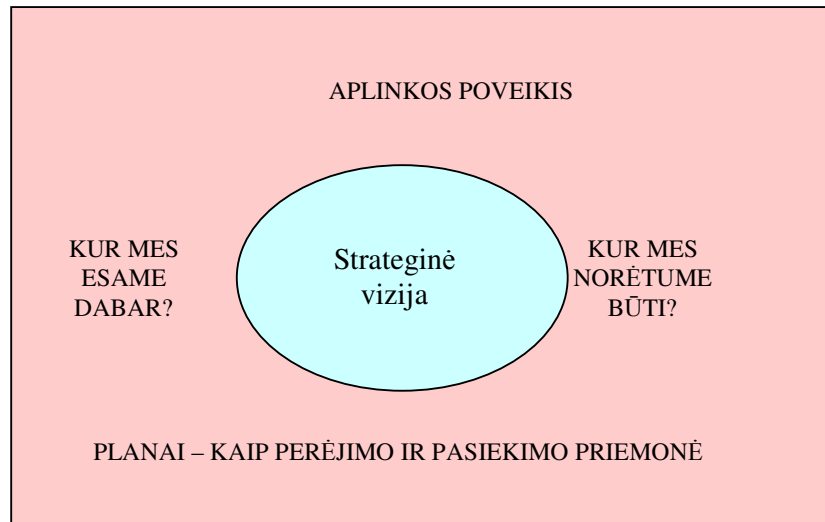 APLINKOS POVEIKIS
KUR MES
ESAME
DABAR?
Strateginė
vizija
KUR MES
NORĖTUME
BŪTI?
PLANAI – KAIP PERĖJIMO IR PASIEKIMO PRIEMONĖ